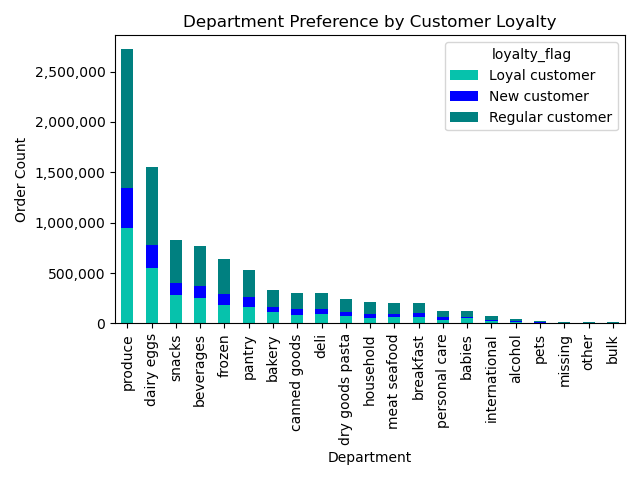 Department Preference by Customer Loyalty
loyalty_flag
Loyal customer
New customer
Regular customer
Order Count
2,500,000
2,000,000
1,500,000
1,000,000
500,000
0
produce
dairy eggs
snacks
beverages
frozen
pantry
bakery
canned goods
deli
dry goods pasta
household
meat seafood
breakfast
personal care
babies
international
alcohol
pets
missing
other
bulk
Department